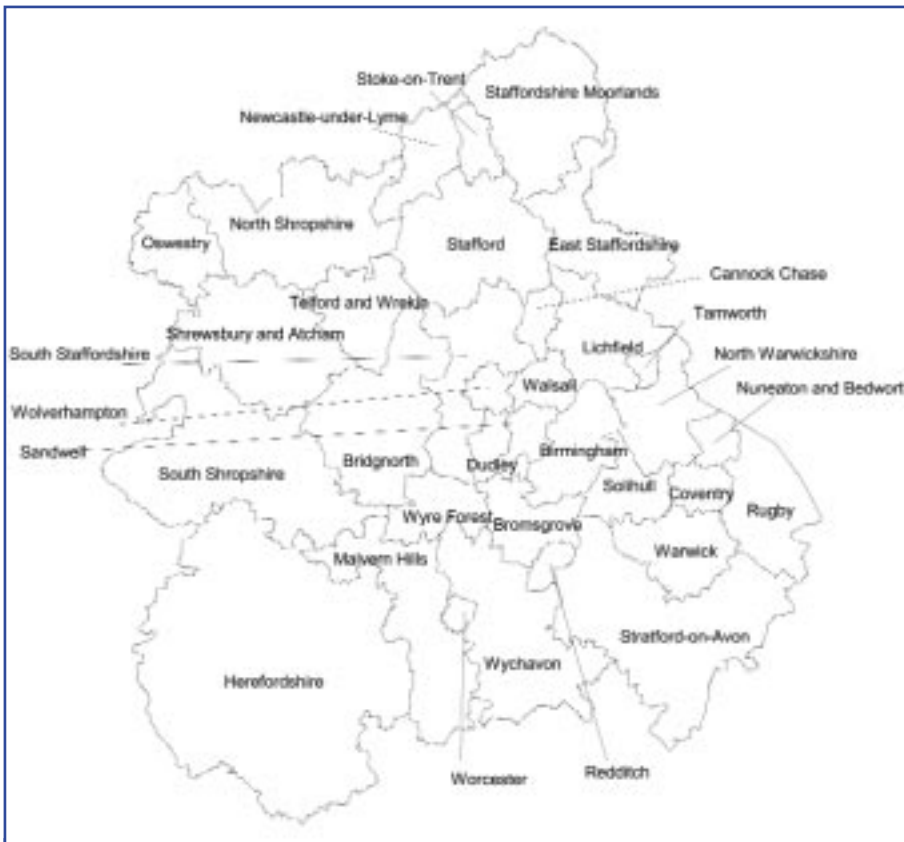 Stoke-on-Trent
Staffordshire Moorlands
Newcastle-under-Lyme
North Shropshire
Oswestry
Stafford
East Staffordshire
Cannock Chase
Telford and Wrekin
Tamworth
Shrewsbury and Atcham
Lichfield
South Staffordshire
North Warwickshire
Walsall
Nuneaton and Bedwort
Wolverhampton
Sandwell
Birmingham
Bridgnorth
Dudley
South Shropshire
Solihull
Coventry
Rugby
Wyre Forest
Bromsgrove
Warwick
Malvern Hills
Stratford-on-Avon
Wychavon
Herefordshire
Redditch
Worcester